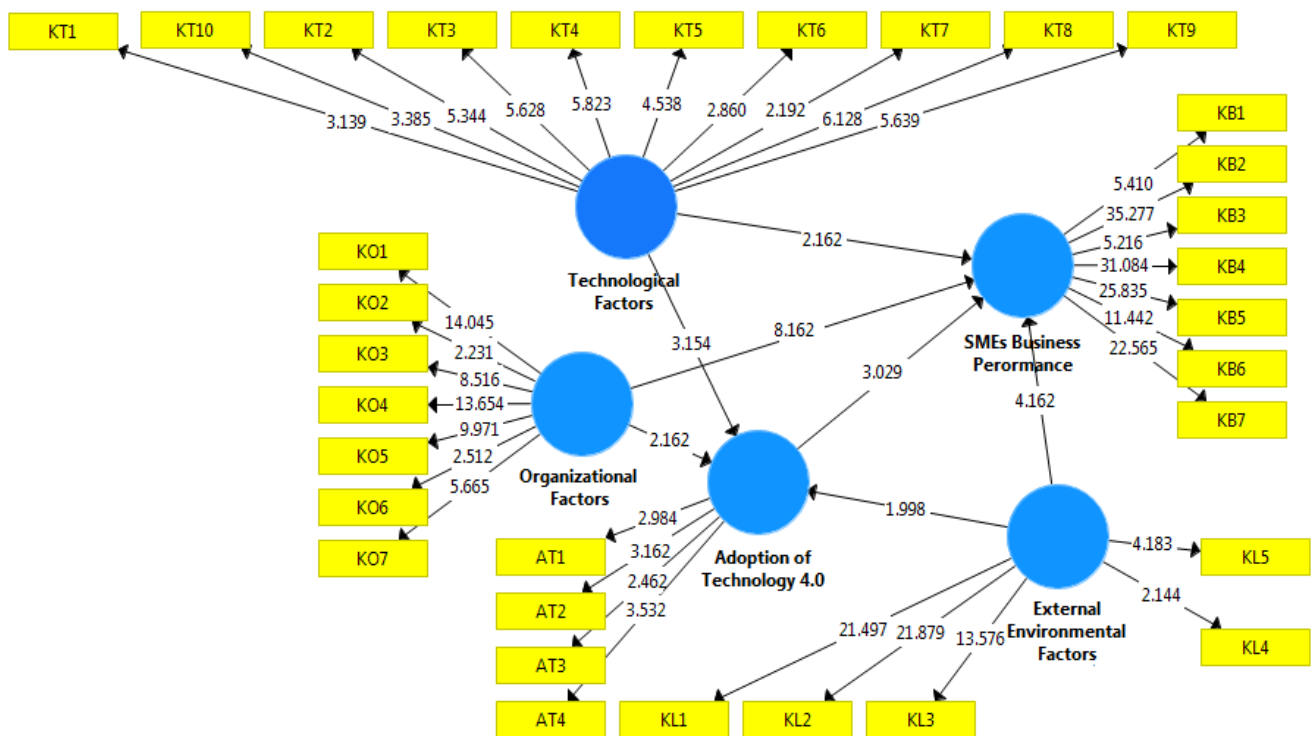 KT1
KT10
KT2
KT3
KT4
KT5
KT6
KT7
KT8
KT9
3.139
3.385
5.344
5.628
5.823
4.538
2.860
2.192
6.128
5.639
KB1
KB2
KB3
KB4
KB5
KB6
KB7
5.410
35.277
5.216
31.084
25.835
11.442
22.565
2.162
Technological
Factors
SMEs Business
Perormance
KO1
KO2
KO3
KO4
KO5
KO6
KO7
14.045
2.231
8.516
13.654
9.971
2.512
5.665
8.162
3.154
3.029
4.162
2.162
Organizational
Factors
1.998
Adoption of
Technology 4.0
AT1
AT2
AT3
AT4
2.984
3.162
2.462
3.532
External
Environmental
Factors
4.183
2.144
KL5
KL4
21.497
21.879
13.576
KL1
KL2
KL3